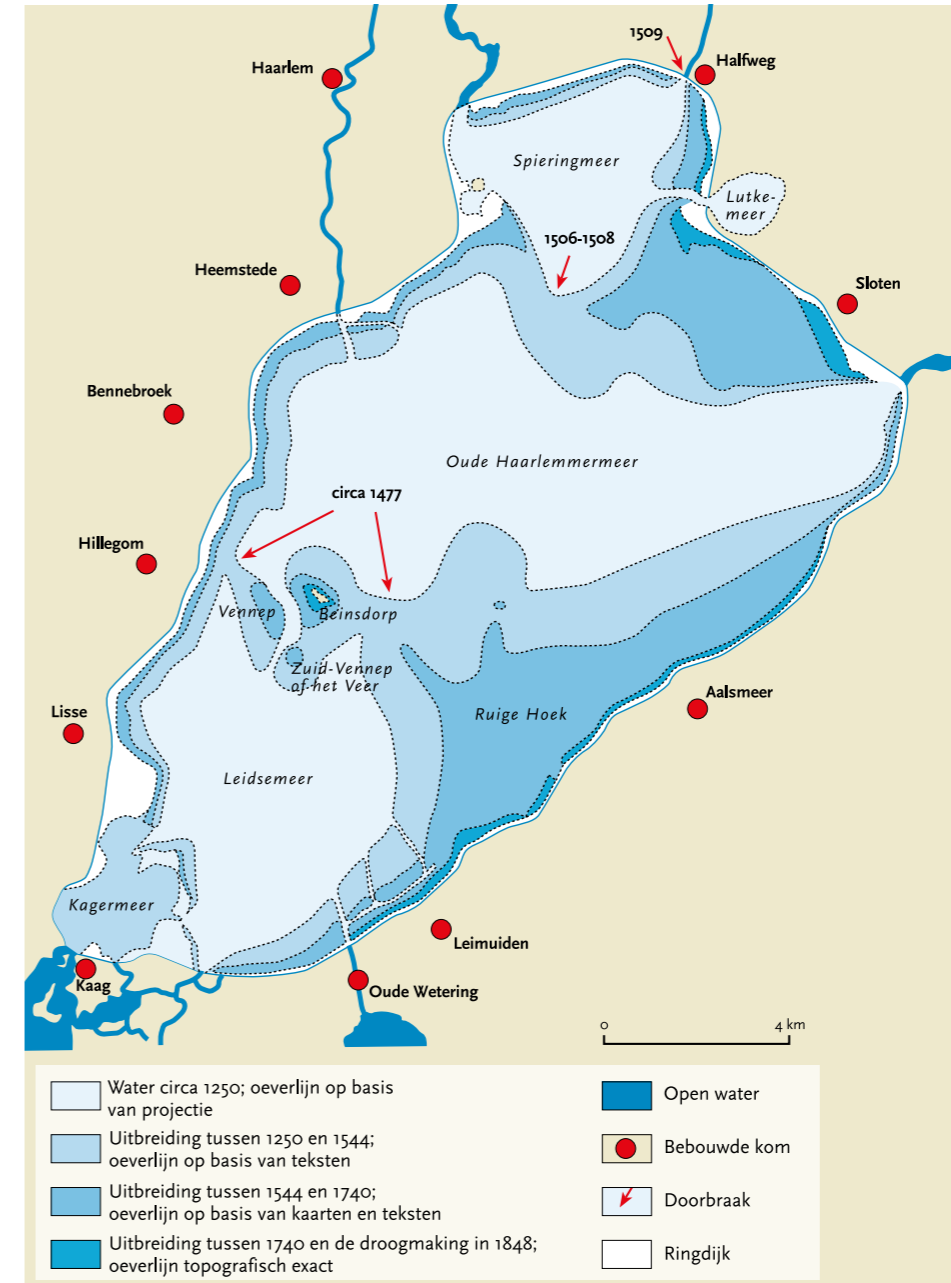 1509
Haarlem
Halfweg
Spieringmeer
Lutke-
meer
1506-1508
Heemstede
Sloten
Bennebroek
Oude Haarlemmermeer
circa 1477
Hillegom
Vennep
Beinsdorp
Zuid-Vennep
of het Veer
Aalsmeer
Lisse
Ruige Hoek
Leidsemeer
Kagermeer
Leimuiden
Kaag
Oude Wetering
0 4 km
Water circa 1250; oeverlijn op basis
van projectie
Uitbreiding tussen 1250 en 1544;
oeverlijn op basis van teksten
Uitbreiding tussen 1544 en 1740;
oeverlijn op basis van kaarten en teksten
Uitbreiding tussen 1740 en de droogmaking in 1848;
oeverlijn topografisch exact
Open water
Bebouwde kom
Doorbraak
Ringdijk